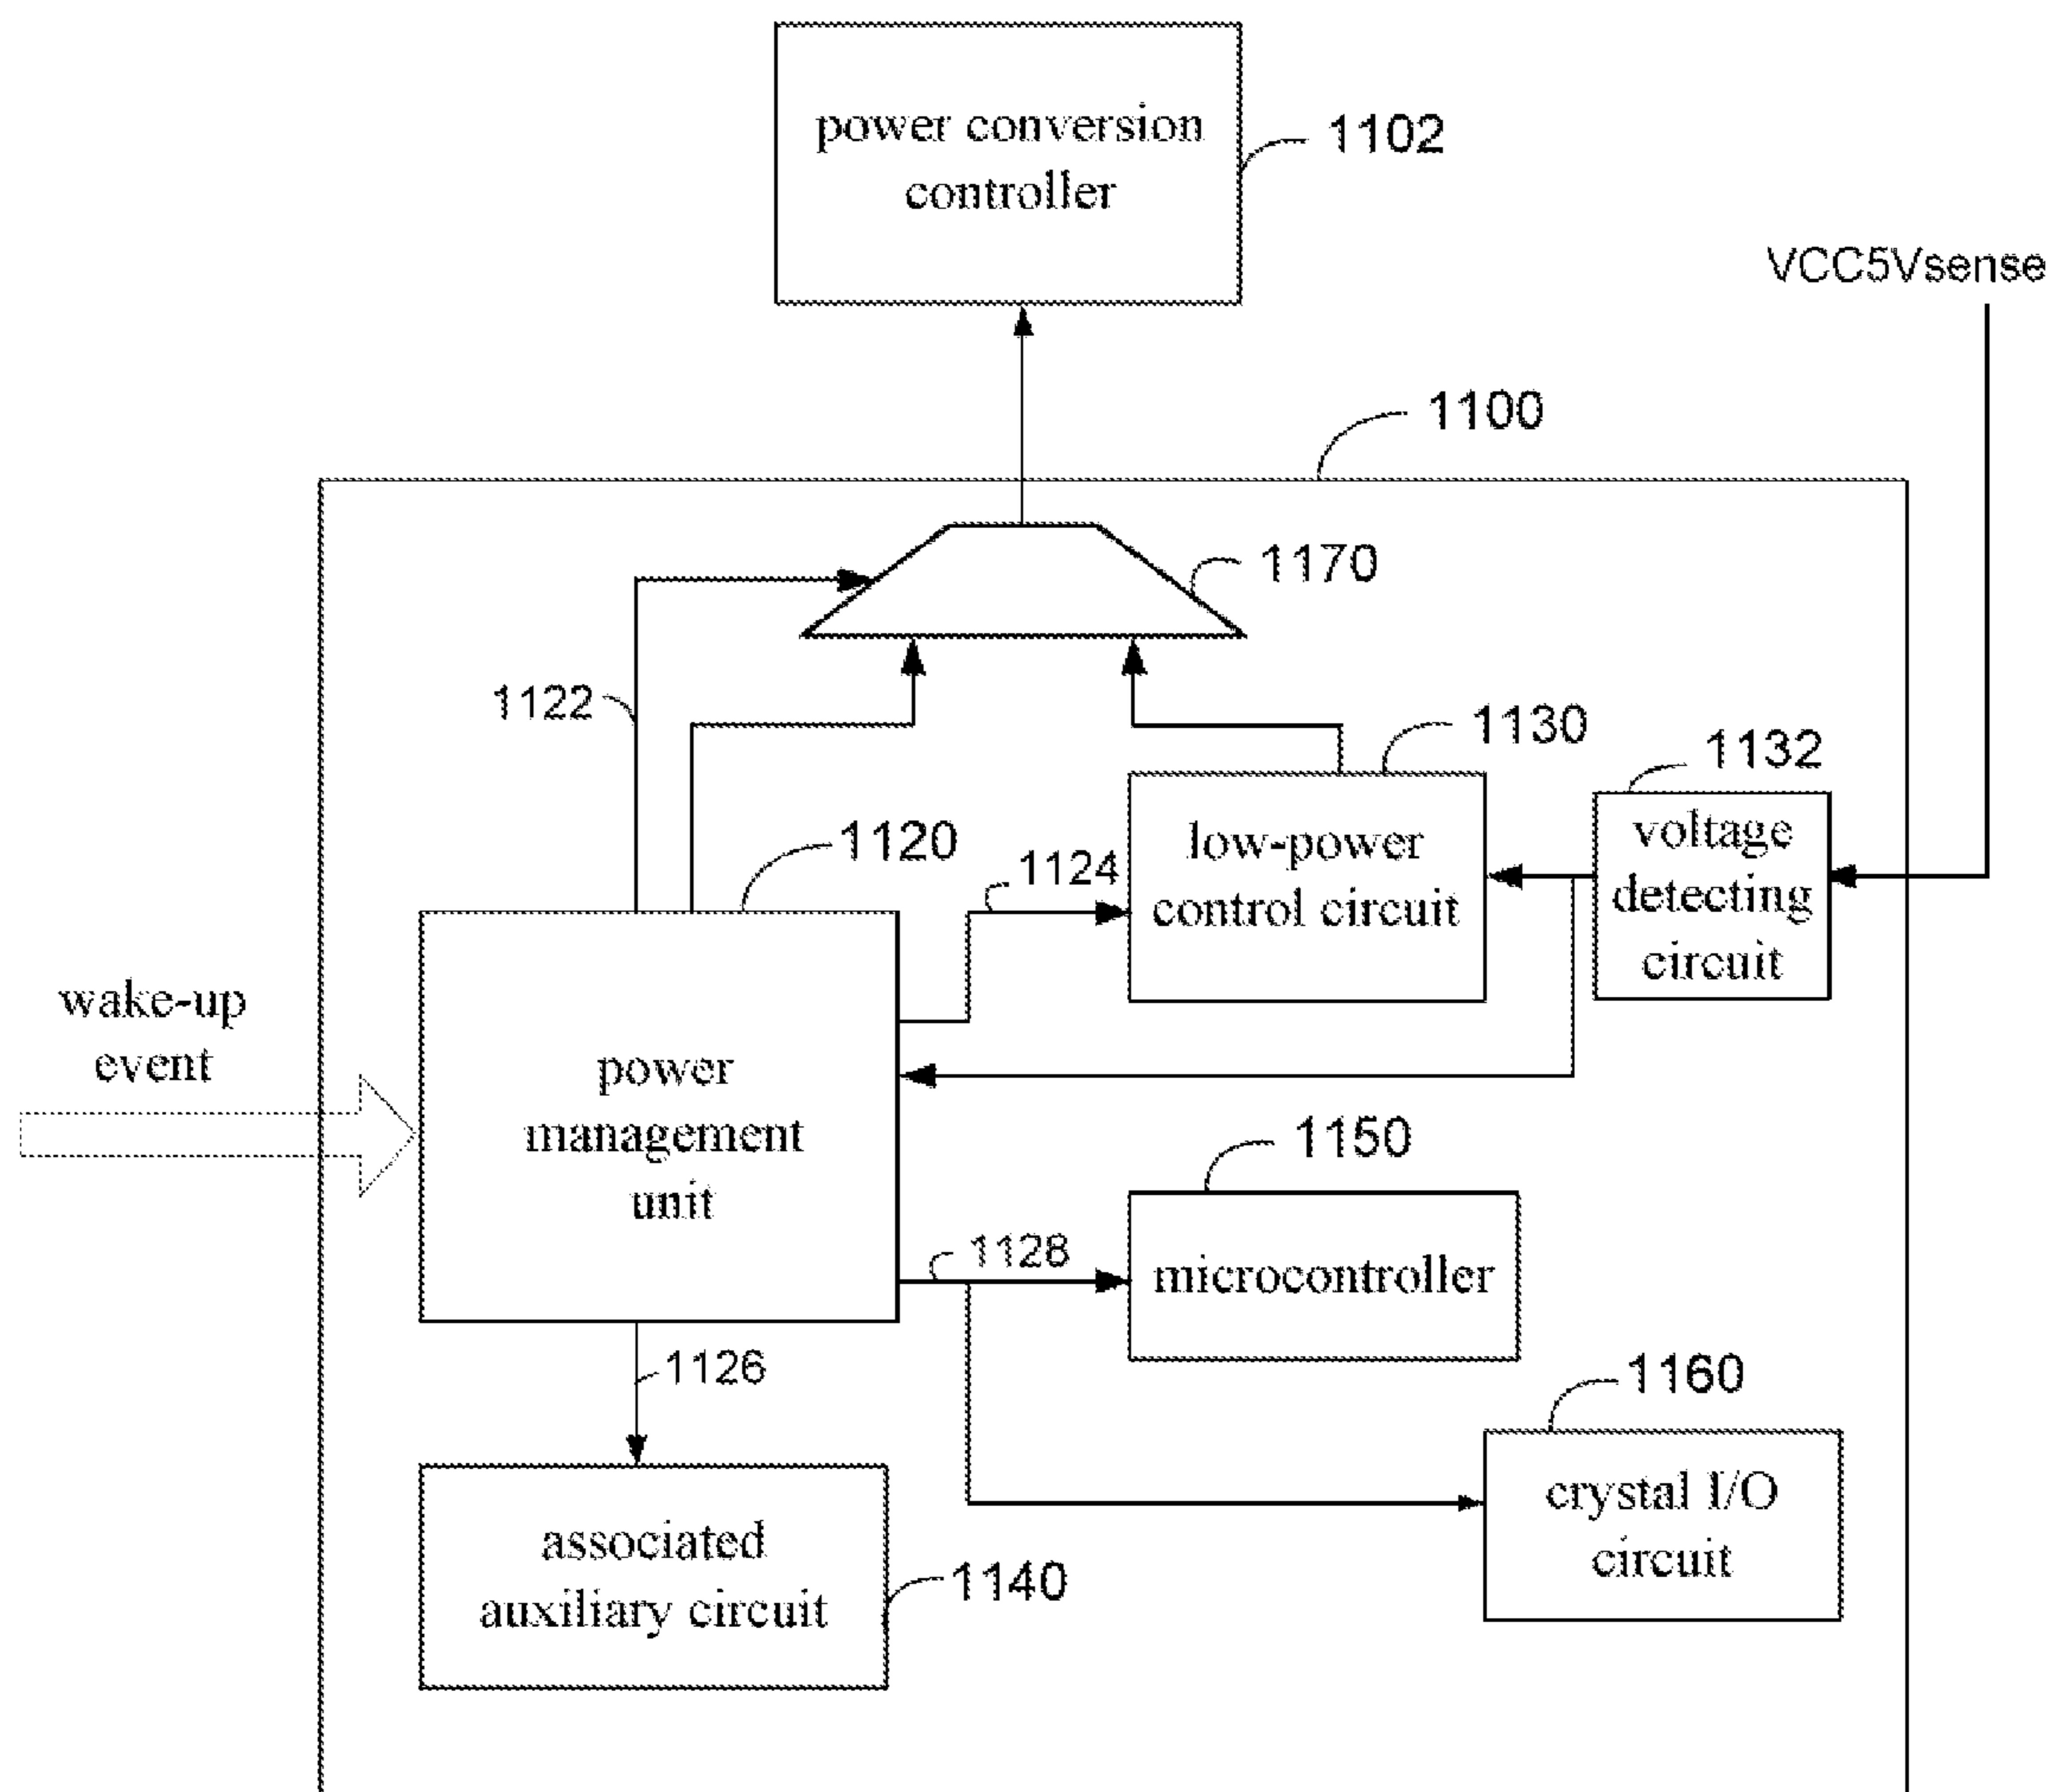 power conversion
controller
1102
VCC5Vsense
1100
1170
1122
1130
1132
1120
1124
low-power
control circuit
voltage
detecting
circuit
wake-up
event
power
management
unit
1150
1128
microcontroller
1126
1160
crystal I/O
circuit
associated
auxiliary circuit
1140